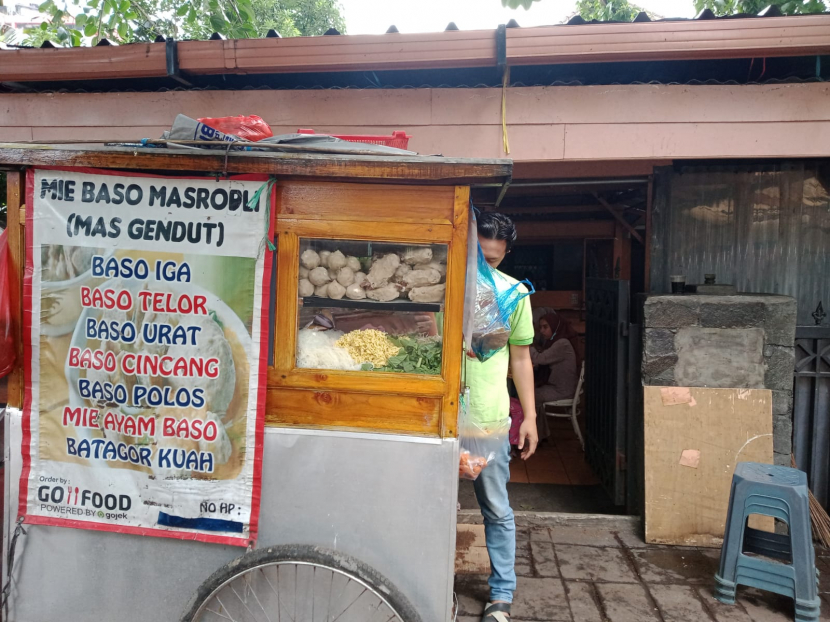 MIE BASO MASRODLI
(MAS GENDUT)
BASO IGA
BASO TELOR
BASO URAT
BASO CINCANG
BASO POLOS
MIE AYAM BASO
BATAGOR KUAH
Order by:
GO FOOD
POWERED BY gojek
NO HP: